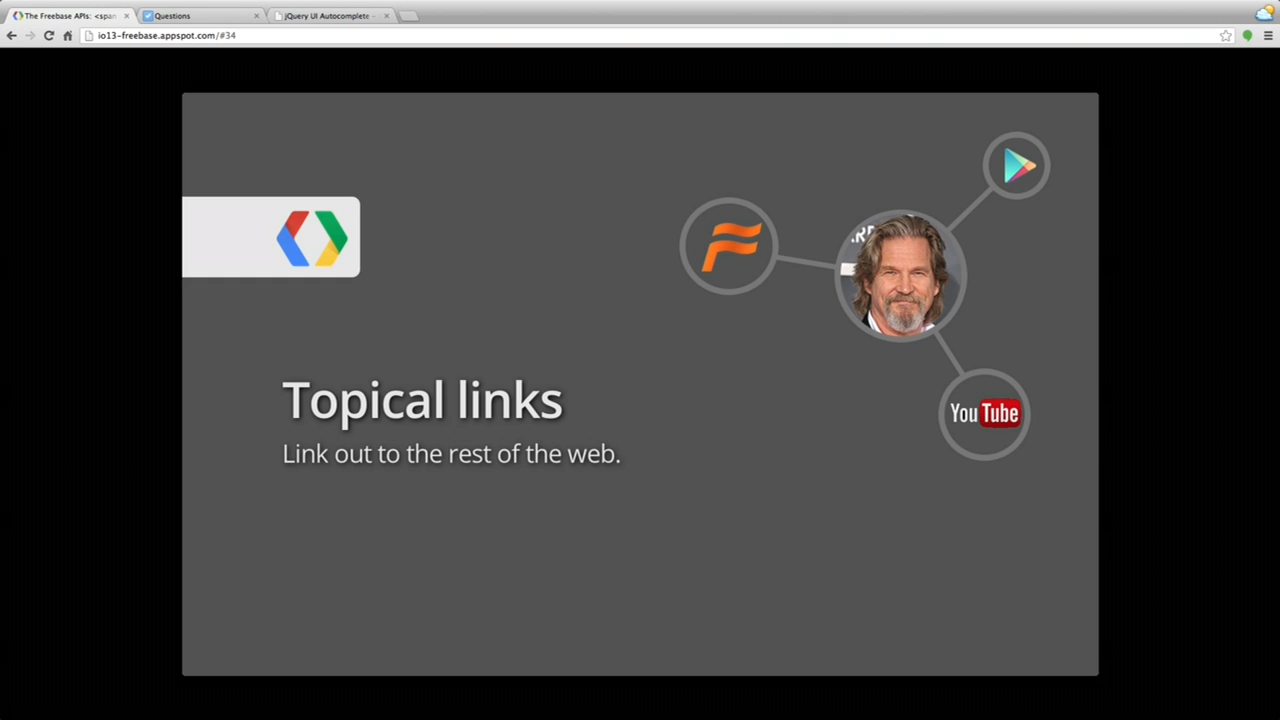 The Freebase APIs: <span
Questions
jQuery UI Autocomplete -
io13-freebase.appspot.com/#34
Topical links
Link out to the rest of the web.
YouTube